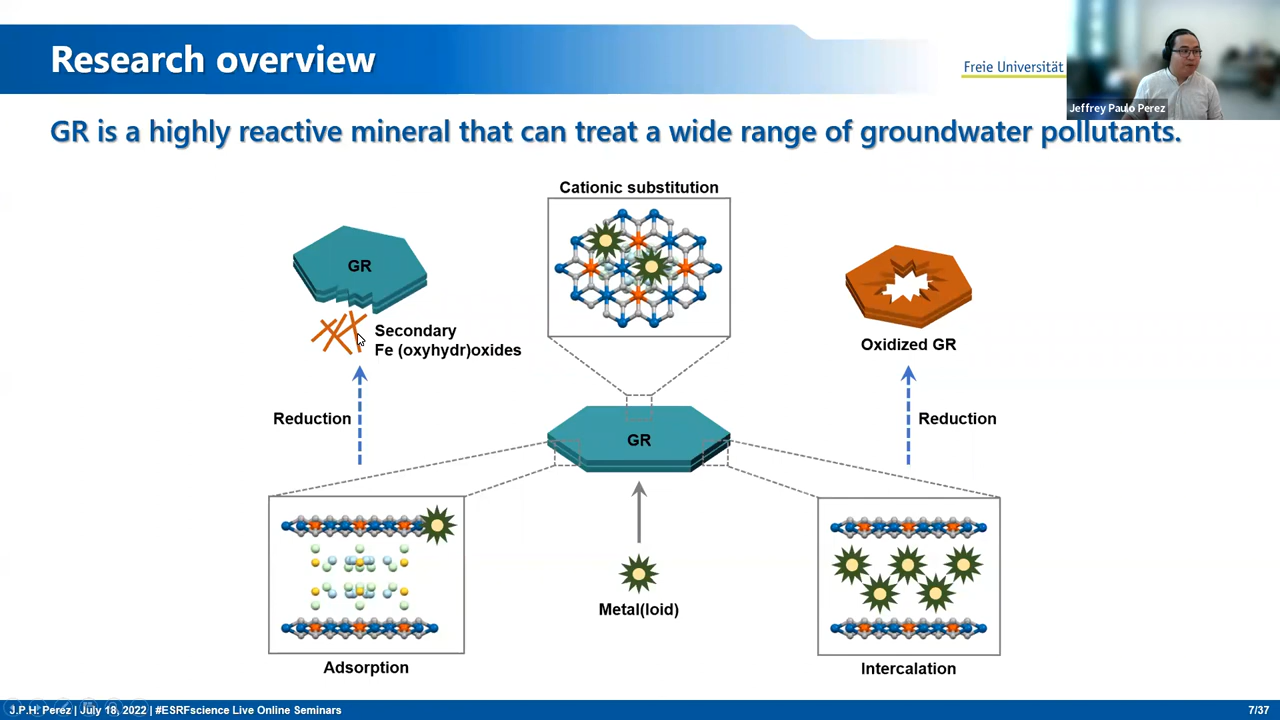 Research overview
Freie Universität
Jeffrey Paulo Perez
GR is a highly reactive mineral that can treat a wide range of groundwater pollutants.
Cationic substitution
GR
Secondary
Fe (oxyhydr)oxides
Oxidized GR
Reduction
Reduction
GR
Metal(loid)
Adsorption
Intercalation
J.P.H. Perez | July 18, 2022 | #ESRFscience Live Online Seminars
7/37